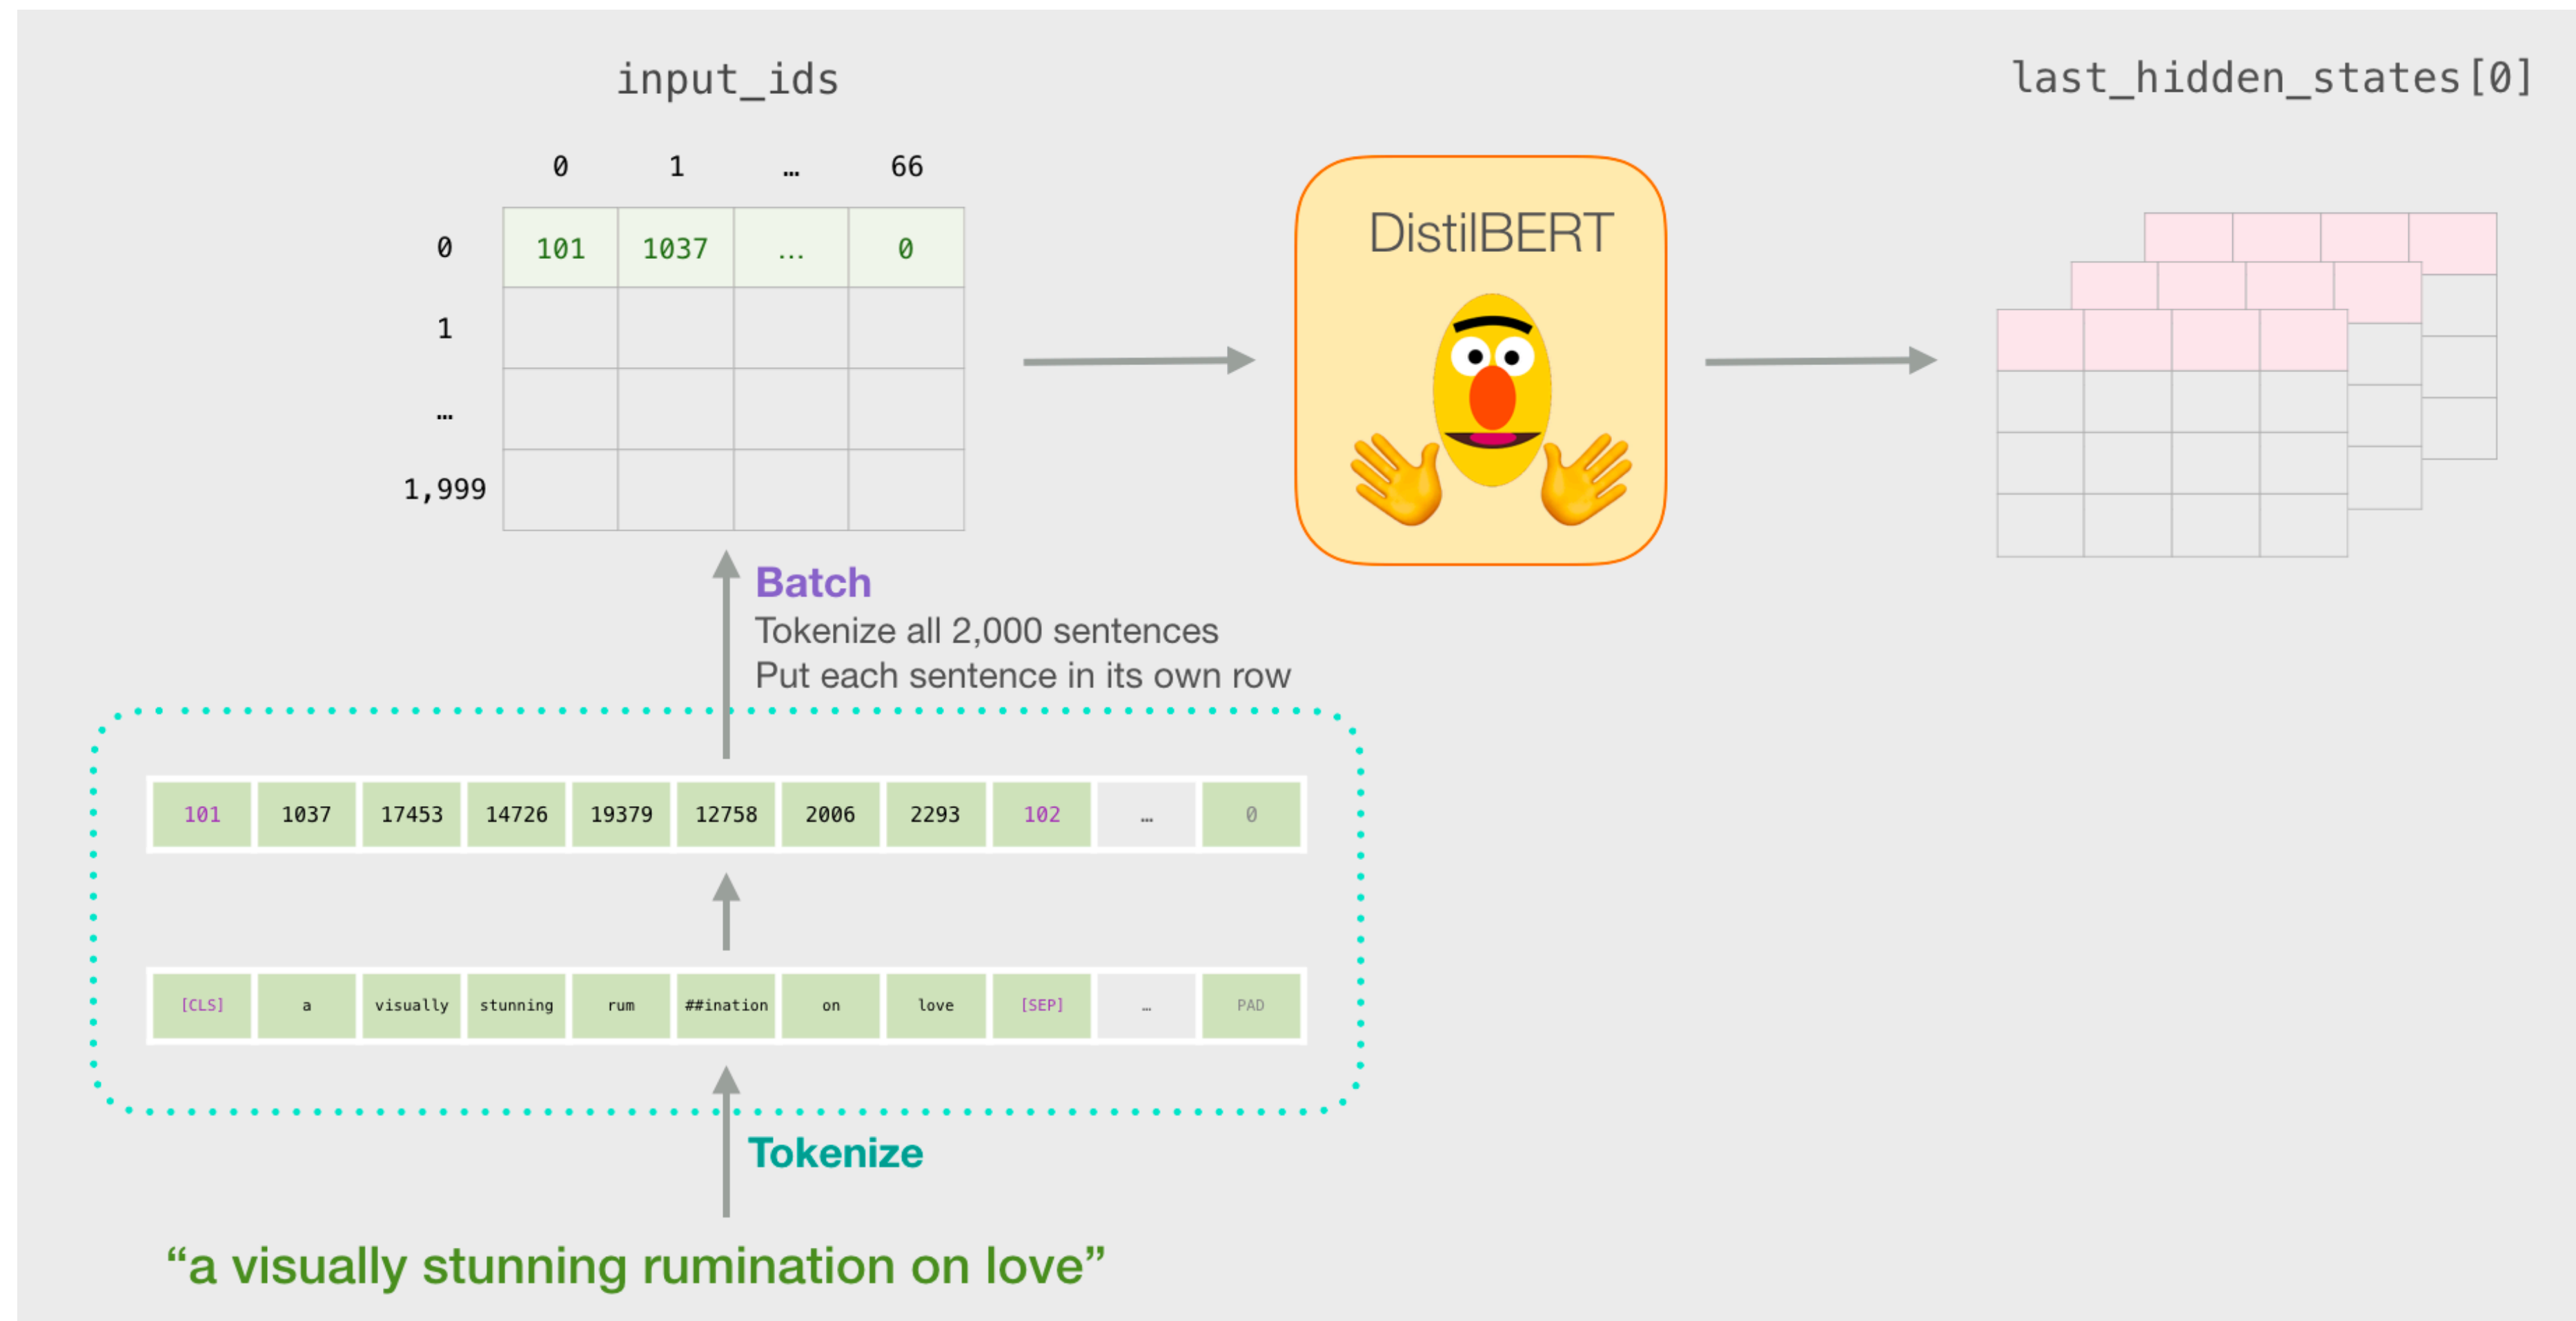 input_ids
last_hidden_states[0]
0 1 … 66
0 101 1037 … 0
1
…
1,999
DistilBERT
Batch
Tokenize all 2,000 sentences
Put each sentence in its own row
101 1037 17453 14726 19379 12758 2006 2293 102 … 0
[CLS] a visually stunning rum ##ination on love [SEP] … PAD
Tokenize
“a visually stunning rumination on love”